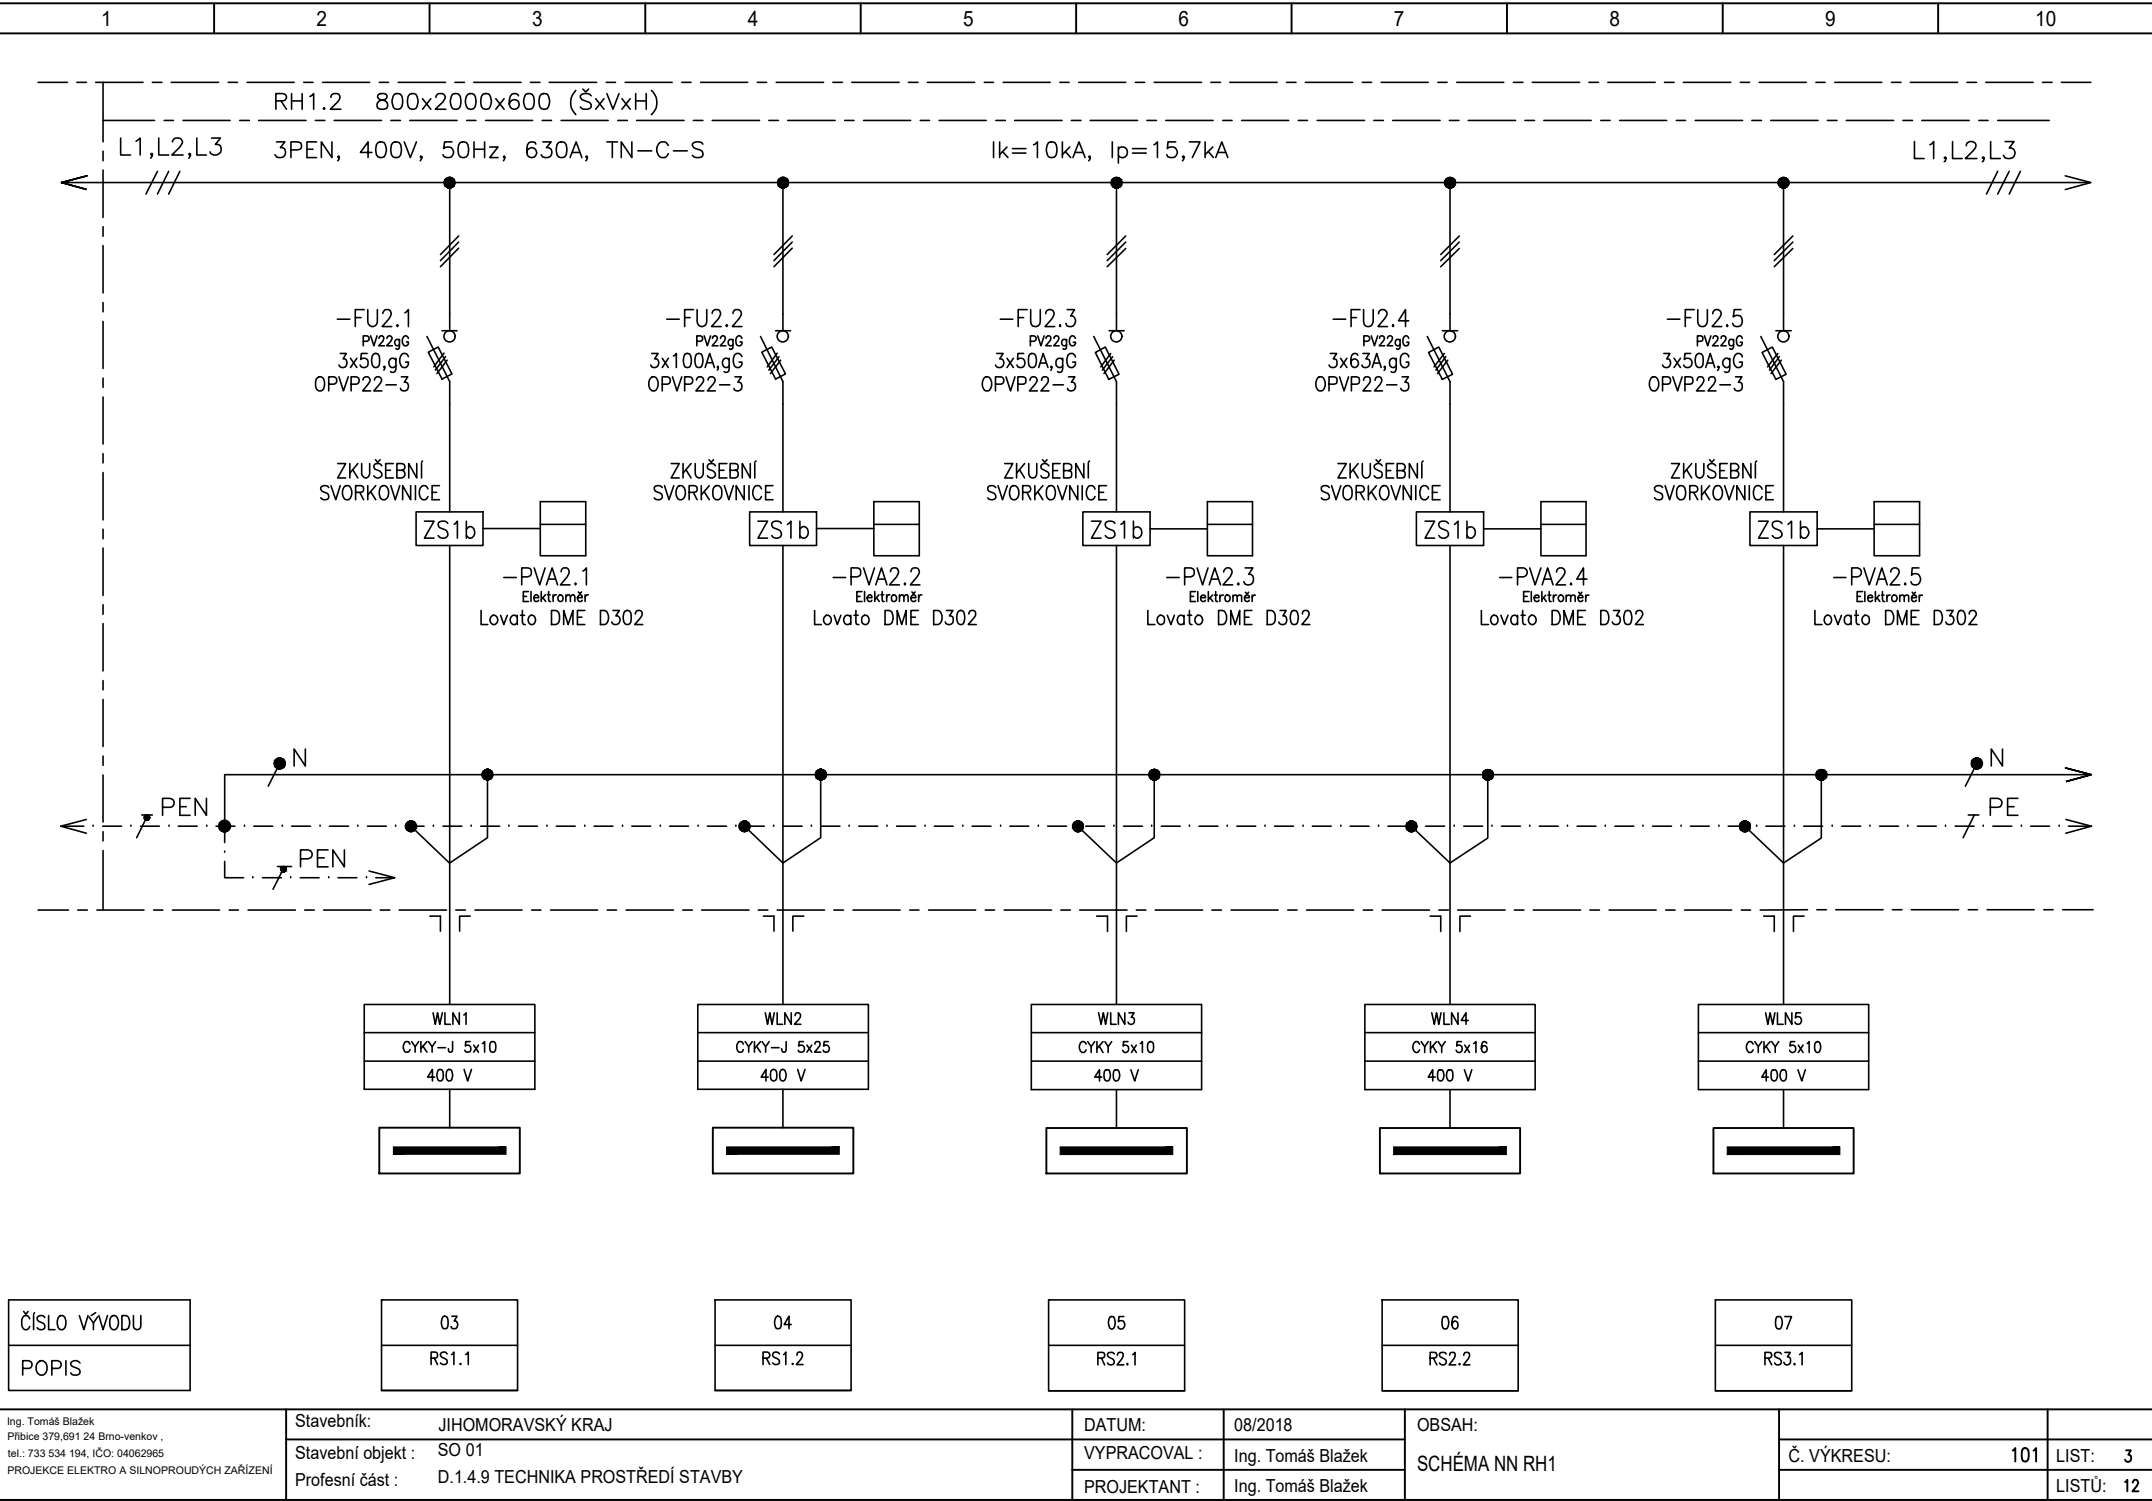 1 2 3 4 5 6 7 8 9 10
RH1.2 800x2000x600 (ŠxVxH)
L1,L2,L3 3PEN, 400V, 50Hz, 630A, TN-C-S Ik=10kA, Ip=15,7kA L1,L2,L3
-FU2.1 -FU2.2 -FU2.3 -FU2.4 -FU2.5
PV22gG PV22gG PV22gG PV22gG PV22gG
3x50,gG 3x100A,gG 3x50A,gG 3x63A,gG 3x50A,gG
OPVP22-3 OPVP22-3 OPVP22-3 OPVP22-3 OPVP22-3
ZKUŠEBNÍ ZKUŠEBNÍ ZKUŠEBNÍ ZKUŠEBNÍ ZKUŠEBNÍ
SVORKOVNICE SVORKOVNICE SVORKOVNICE SVORKOVNICE SVORKOVNICE
ZS1b ZS1b ZS1b ZS1b ZS1b
-PVA2.1 -PVA2.2 -PVA2.3 -PVA2.4 -PVA2.5
Elektroměr Elektroměr Elektroměr Elektroměr Elektroměr
Lovato DME D302 Lovato DME D302 Lovato DME D302 Lovato DME D302 Lovato DME D302
N N
PEN PE
PEN
WLN1 WLN2 WLN3 WLN4 WLN5
CYKY-J 5x10 CYKY-J 5x25 CYKY 5x10 CYKY 5x16 CYKY 5x10
400 V 400 V 400 V 400 V 400 V
ČÍSLO VÝVODU 03 04 05 06 07
POPIS RS1.1 RS1.2 RS2.1 RS2.2 RS3.1
Ing. Tomáš Blažek
Přibice 379,691 24 Brno-venkov ,
tel.: 733 534 194, IČO: 04062965
PROJEKCE ELEKTRO A SILNOPROUDÝCH ZAŘÍZENÍ
Stavebník: JIHOMORAVSKÝ KRAJ
Stavební objekt : SO 01
Profesní část : D.1.4.9 TECHNIKA PROSTŘEDÍ STAVBY
DATUM: 08/2018
VYPRACOVAL : Ing. Tomáš Blažek
PROJEKTANT : Ing. Tomáš Blažek
OBSAH:
SCHÉMA NN RH1
Č. VÝKRESU: 101
LIST: 3
LISTŮ: 12